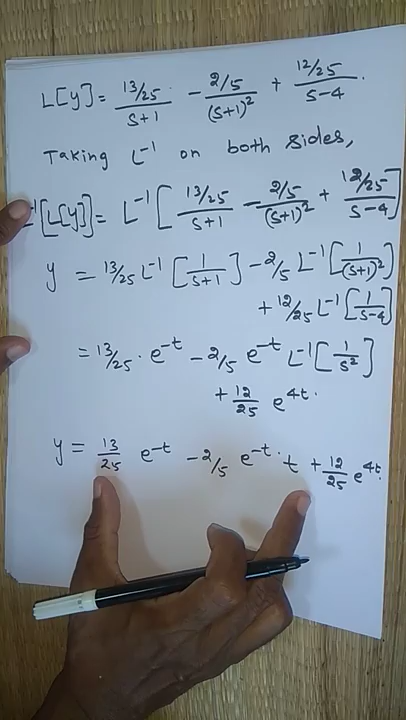 L[y] = 13/25 / s+1 - 2/5 / (s+1)² + 12/25 / s-4 .
Taking L⁻¹ on both sides,
⁻¹[L[y]] = L⁻¹ [ 13/25 / s+1 - 2/5 / (s+1)² + 12/25 / s-4 ]
y = 13/25 L⁻¹ [ 1 / s+1 ] - 2/5 L⁻¹ [ 1 / (s+1)² ]
+ 12/25 L⁻¹ [ 1 / s-4 ]
= 13/25 . e^-t - 2/5 e^-t L⁻¹ [ 1 / s² ]
+ 12/25 e^4t .
y = 13/25 e^-t - 2/5 e^-t . t + 12/25 e^4t .